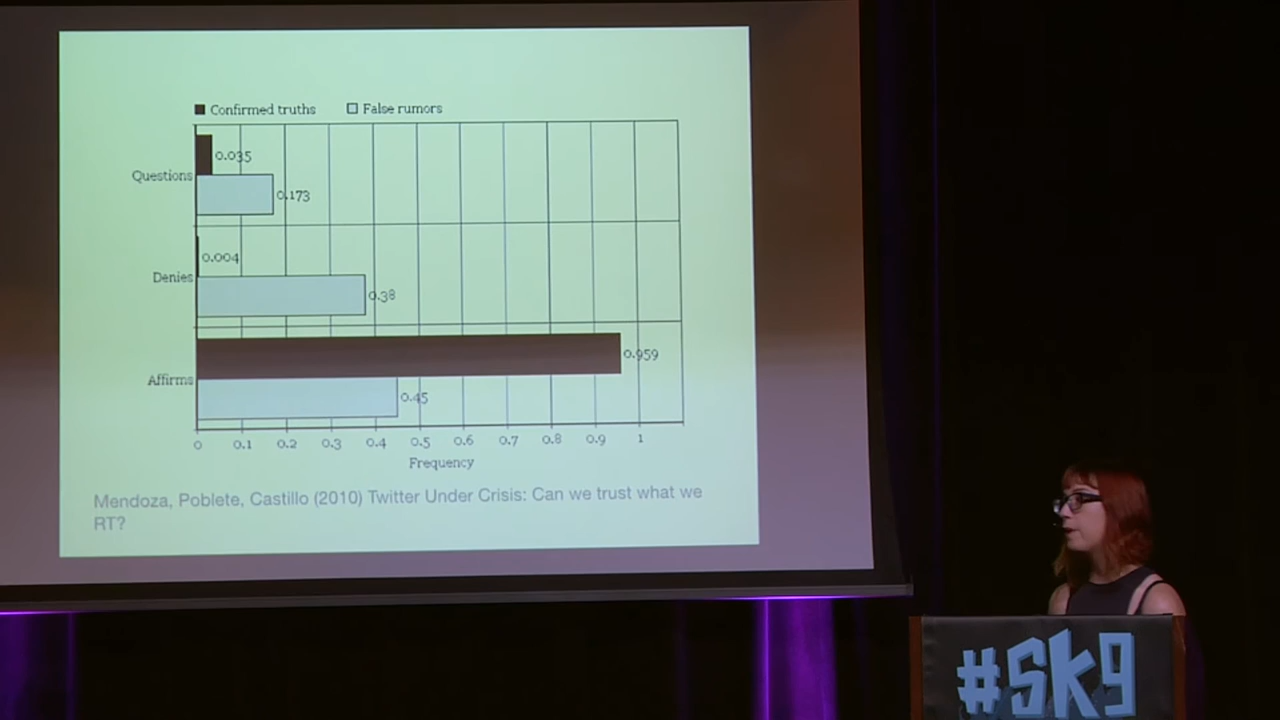 Confirmed truths False rumors
0.035
Questions
0.173
0.004
Denies
0.38
0.959
Affirms
0.45
0 0.1 0.2 0.3 0.4 0.5 0.6 0.7 0.8 0.9 1
Frequency
Mendoza, Poblete, Castillo (2010) Twitter Under Crisis: Can we trust what we
RT?
#sk9